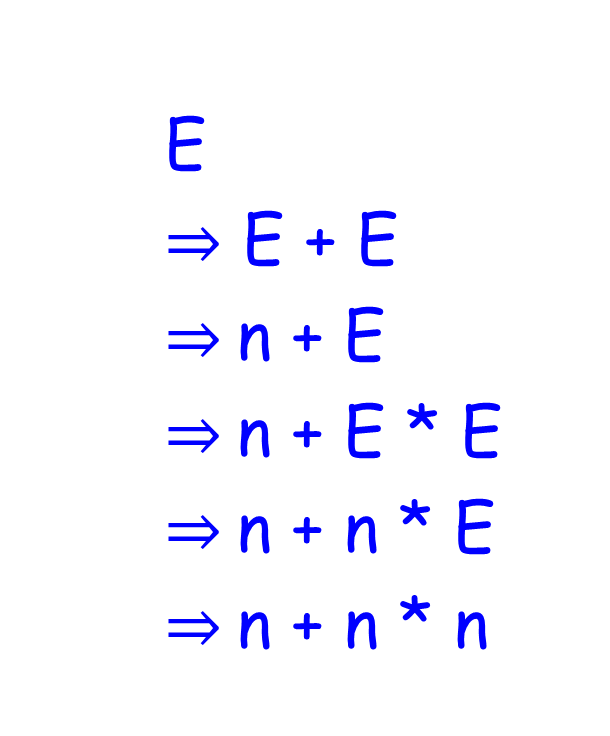 E
⇒ E + E
⇒ n + E
⇒ n + E * E
⇒ n + n * E
⇒ n + n * n